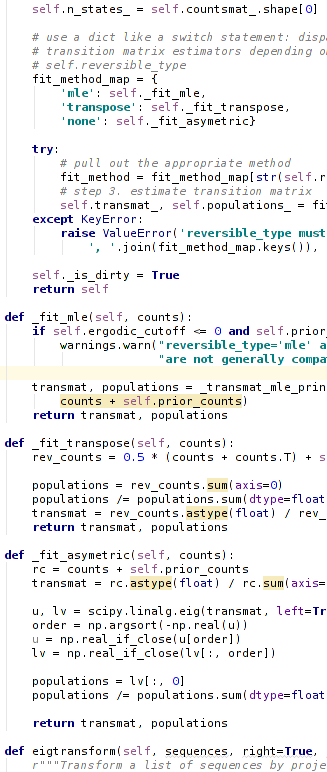 self.n_states_ = self.countsmat_.shape[0]
# use a dict like a switch statement: disp
# transition matrix estimators depending o
# self.reversible_type
fit_method_map = {
'mle': self._fit_mle,
'transpose': self._fit_transpose,
'none': self._fit_asymetric}
try:
# pull out the appropriate method
fit_method = fit_method_map[str(self.r
# step 3. estimate transition matrix
self.transmat_, self.populations_ = fi
except KeyError:
raise ValueError('reversible_type must
', '.join(fit_method_map.keys()),
self._is_dirty = True
return self
def _fit_mle(self, counts):
if self.ergodic_cutoff <= 0 and self.prior
warnings.warn("reversible_type='mle' a
"are not generally compa
transmat, populations = _transmat_mle_prin
counts + self.prior_counts)
return transmat, populations
def _fit_transpose(self, counts):
rev_counts = 0.5 * (counts + counts.T) + s
populations = rev_counts.sum(axis=0)
populations /= populations.sum(dtype=float
transmat = rev_counts.astype(float) / rev_
return transmat, populations
def _fit_asymetric(self, counts):
rc = counts + self.prior_counts
transmat = rc.astype(float) / rc.sum(axis=
u, lv = scipy.linalg.eig(transmat, left=Tr
order = np.argsort(-np.real(u))
u = np.real_if_close(u[order])
lv = np.real_if_close(lv[:, order])
populations = lv[:, 0]
populations /= populations.sum(dtype=float
return transmat, populations
def eigtransform(self, sequences, right=True,
r"""Transform a list of sequences by proje